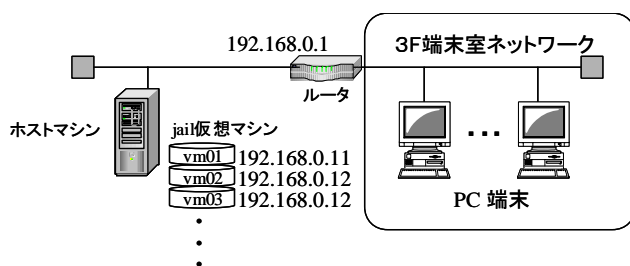 192.168.0.1
3F端末室ネットワーク
ルータ
ホストマシン
jail仮想マシン
vm01 192.168.0.11
vm02 192.168.0.12
vm03 192.168.0.12
PC 端末